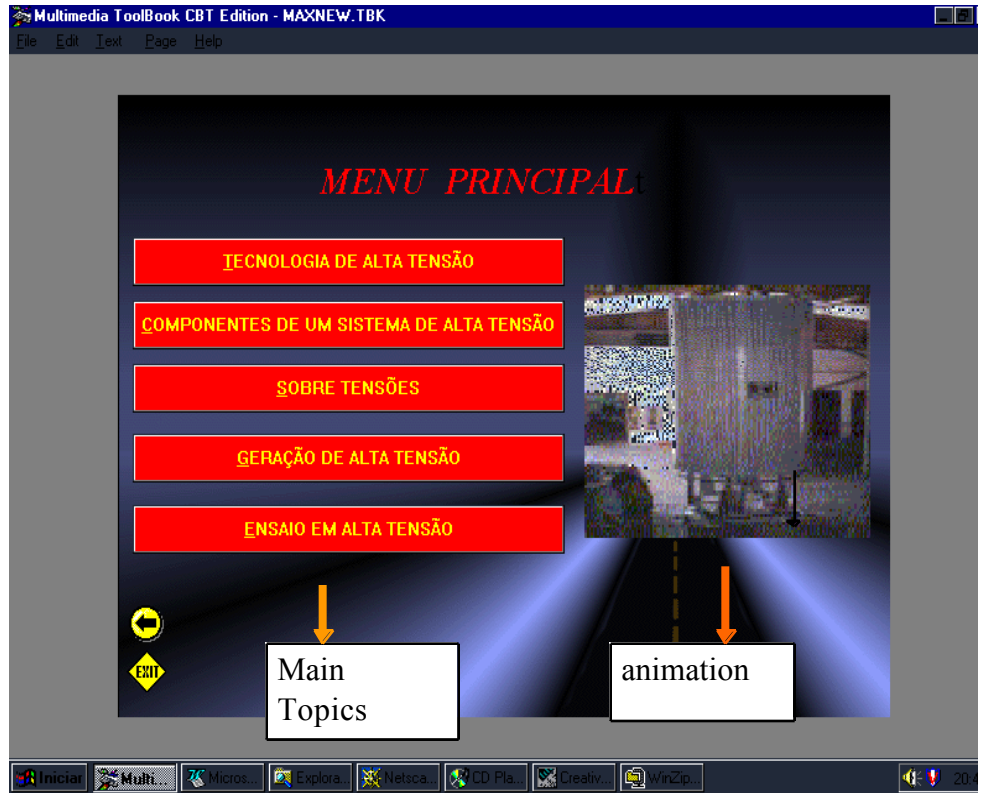 Multimedia ToolBook CBT Edition - MAXNEW.TBK
File Edit Text Page Help
MENU PRINCIPALt
TECNOLOGIA DE ALTA TENSÃO
COMPONENTES DE UM SISTEMA DE ALTA TENSÃO
SOBRE TENSÕES
GERAÇÃO DE ALTA TENSÃO
ENSAIO EM ALTA TENSÃO
EXIT
Main
Topics
animation
Iniciar Multi... Micros... Explora... Netsca... CD Pla... Creativ... WinZip...